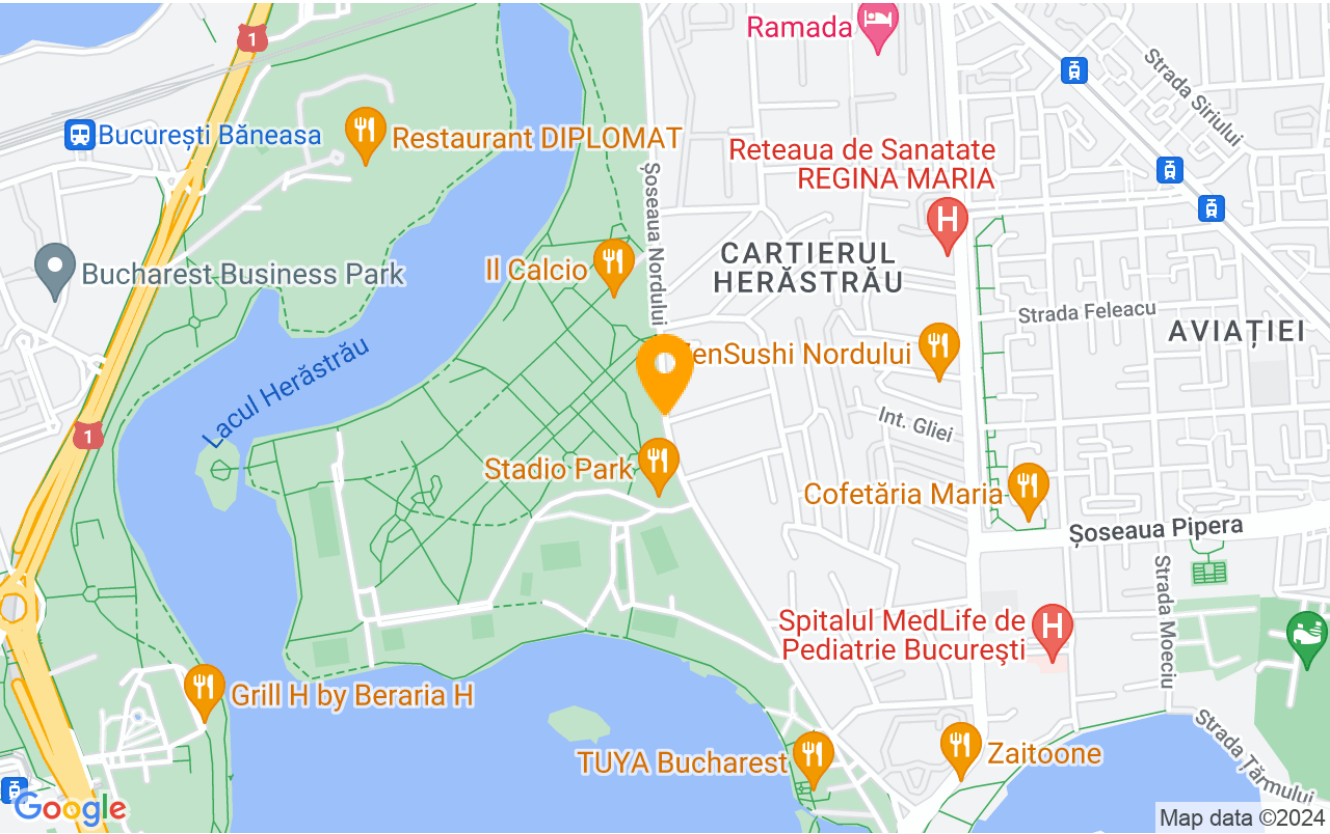 Ramada
1
Strada Siriului
București Băneasa
Restaurant DIPLOMAT
Reteaua de Sanatate
REGINA MARIA
H
Șoseaua Nordului
CARTIERUL
HERĂSTRĂU
Il Calcio
Bucharest Business Park
Strada Feleacu
AVIAȚIEI
enSushi Nordului
Lacul Herăstrău
1
Int. Gliei
Stadio Park
Cofetăria Maria
Șoseaua Pipera
Strada Moeciu
Spitalul MedLife de
Pediatrie Bucureşti
H
Grill H by Beraria H
TUYA Bucharest
Zaitoone
Strada Țărmului
Google
Map data ©2024